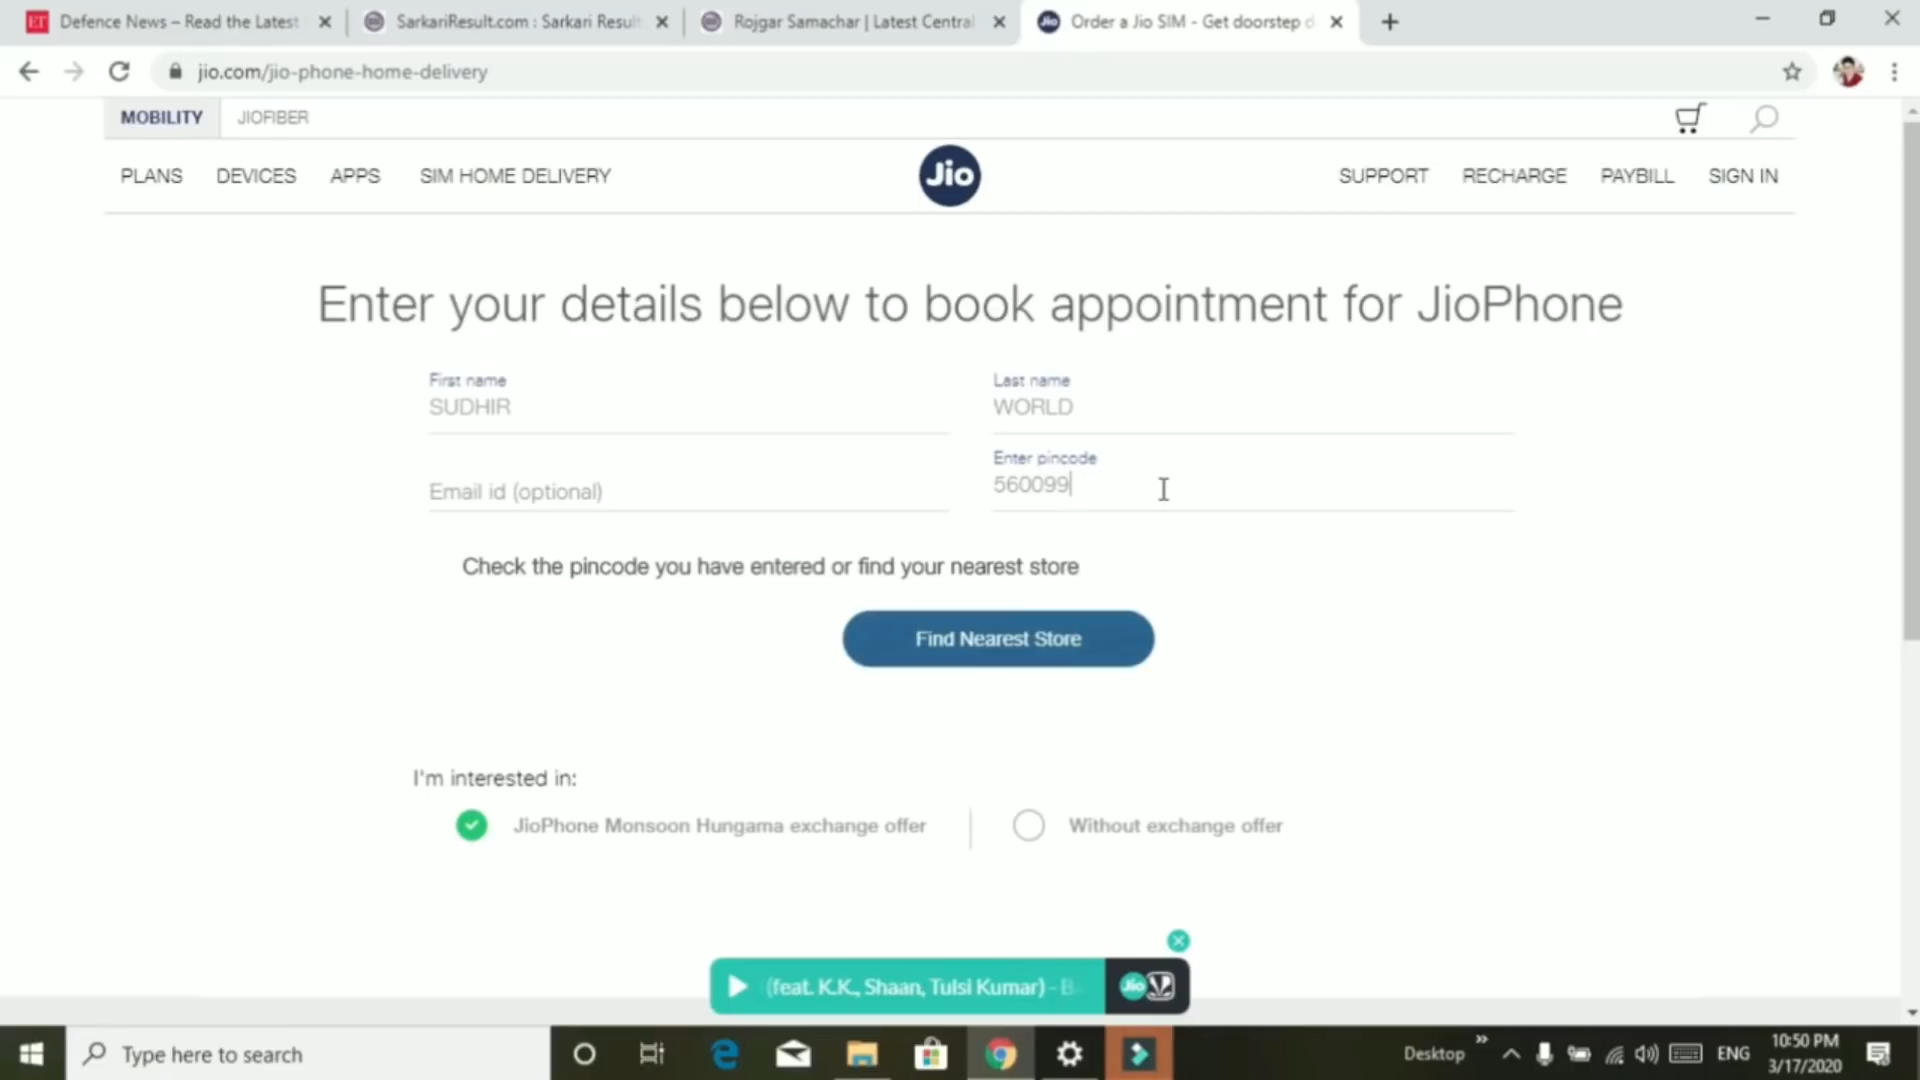 Defence News – Read the Latest
SarkariResult.com : Sarkari Result
Rojgar Samachar | Latest Central
Order a Jio SIM - Get doorstep d
jio.com/jio-phone-home-delivery
MOBILITY
JIOFIBER
PLANS
DEVICES
APPS
SIM HOME DELIVERY
Jio
SUPPORT
RECHARGE
PAYBILL
SIGN IN
Enter your details below to book appointment for JioPhone
First name
SUDHIR
Last name
WORLD
Email id (optional)
Enter pincode
560099
Check the pincode you have entered or find your nearest store
Find Nearest Store
I'm interested in:
JioPhone Monsoon Hungama exchange offer
Without exchange offer
(feat. K.K., Shaan, Tulsi Kumar) - B
Jio
Type here to search
Desktop
ENG
10:50 PM
3/17/2020